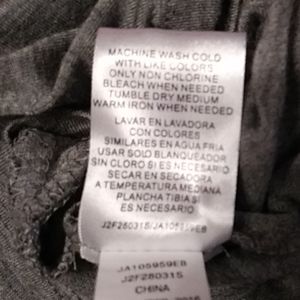 MACHINE WASH COLD
WITH LIKE COLORS
ONLY NON CHLORINE
BLEACH WHEN NEEDED
TUMBLE DRY MEDIUM
WARM IRON WHEN NEEDED
LAVAR EN LAVADORA
CON COLORES
SIMILARES EN AGUA FRIA
USAR SOLO BLANQUEADOR
SIN CLORO SI ES NECESARIO
SECAR EN SECADORA
A TEMPERATURA MEDIANA
PLANCHA TIBIA SI
ES NECESARIO
J2F280315/JA105959EB
JA105959EB
J2F280315
CHINA